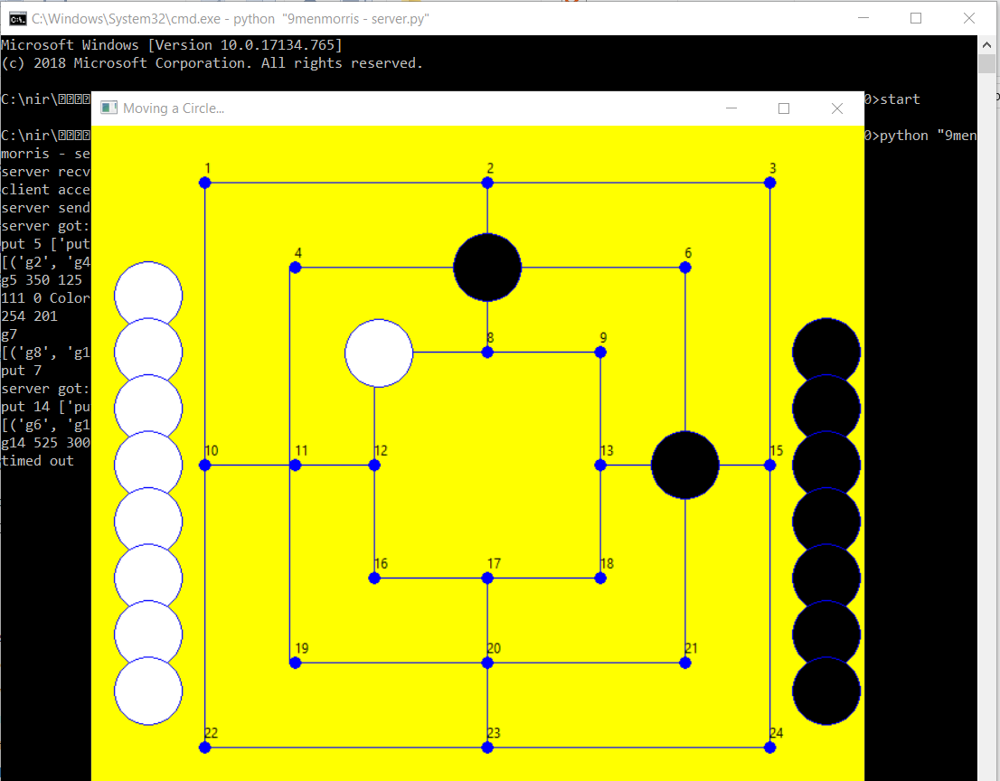 C:\Windows\System32\cmd.exe - python "9menmorris - server.py"
Microsoft Windows [Version 10.0.17134.765]
(c) 2018 Microsoft Corporation. All rights reserved.
C:\nir\
0>start
Moving a Circle...
C:\nir\
0>python "9men
morris - se
server recv
client acce
server send
server got:
put 5 ['put
[('g2', 'g4
g5 350 125
111 0 Color
254 201
g7
[('g8', 'g1
put 7
server got:
put 14 ['pu
[('g6', 'g1
g14 525 300
timed out
1 2 3
4 6
8 9
10 11 12 13 15
16 17 18
19 20 21
22 23 24